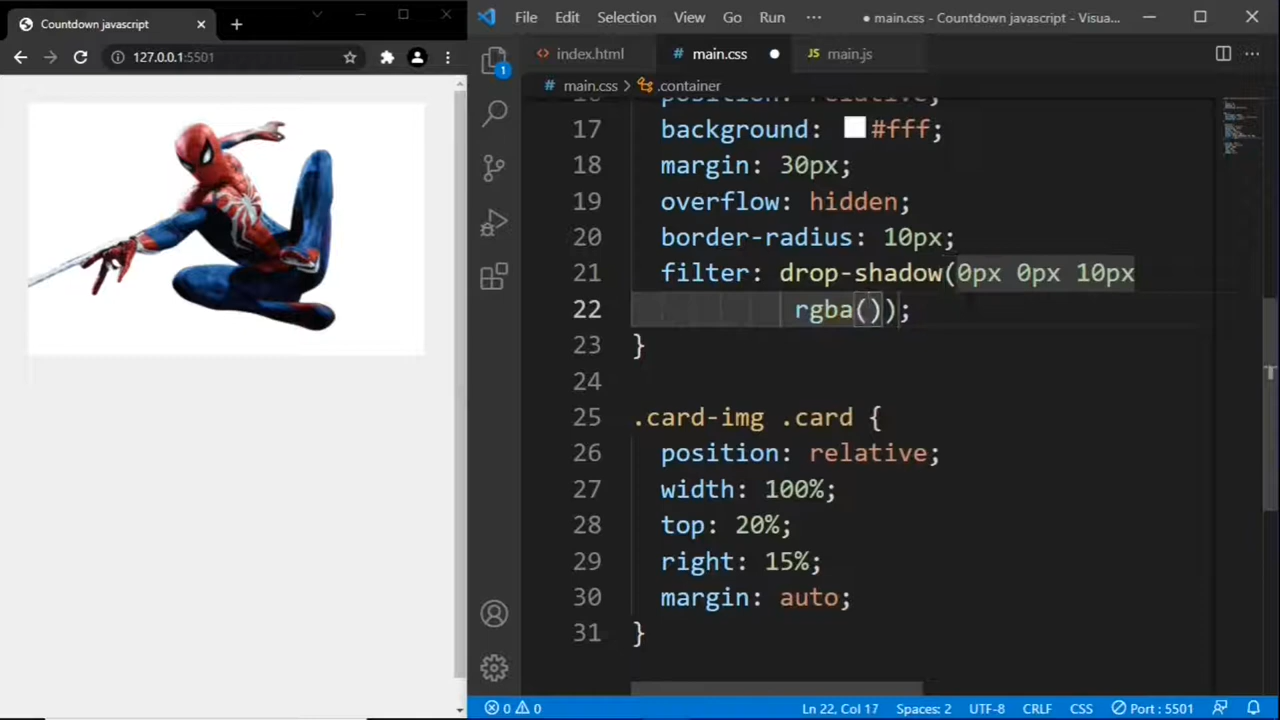 Countdown javascript
127.0.0.1:5501
File Edit Selection View Go Run ··· ● main.css - Countdown javascript - Visua...
1
index.html # main.css ● JS main.js
# main.css > .container
16 position: relative;
17 background: #fff;
18 margin: 30px;
19 overflow: hidden;
20 border-radius: 10px;
21 filter: drop-shadow(0px 0px 10px
22 rgba());
23 }
24
25 .card-img .card {
26 position: relative;
27 width: 100%;
28 top: 20%;
29 right: 15%;
30 margin: auto;
31 }
0 0 Ln 22, Col 17 Spaces: 2 UTF-8 CRLF CSS Port : 5501